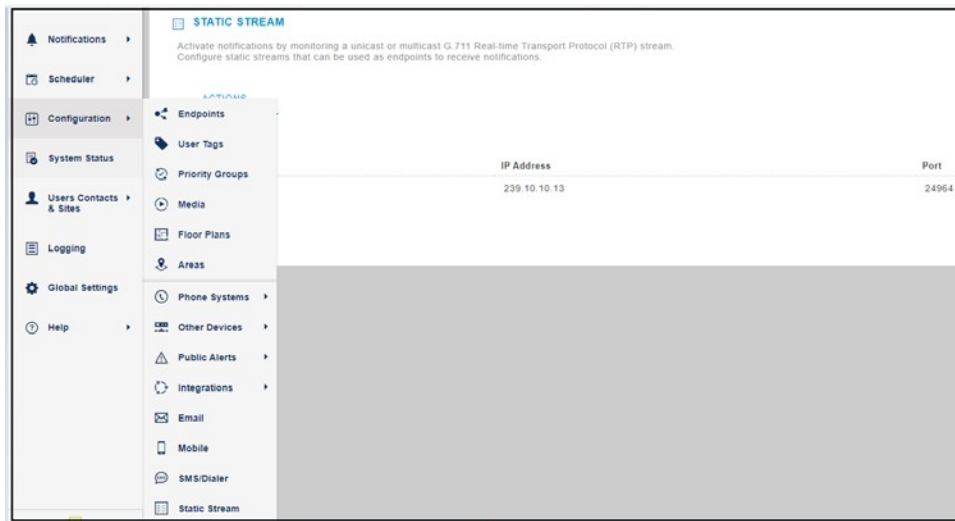 STATIC STREAM
Activate notifications by monitoring a unicast or multicast G.711 Real-time Transport Protocol (RTP) stream.
Configure static streams that can be used as endpoints to receive notifications.
ACTIONS
Notifications
Scheduler
Configuration
System Status
Users Contacts
& Sites
Logging
Global Settings
Help
Endpoints
User Tags
Priority Groups
Media
Floor Plans
Areas
Phone Systems
Other Devices
Public Alerts
Integrations
Email
Mobile
SMS/Dialer
Static Stream
IP Address Port
239.10.10.13 24964